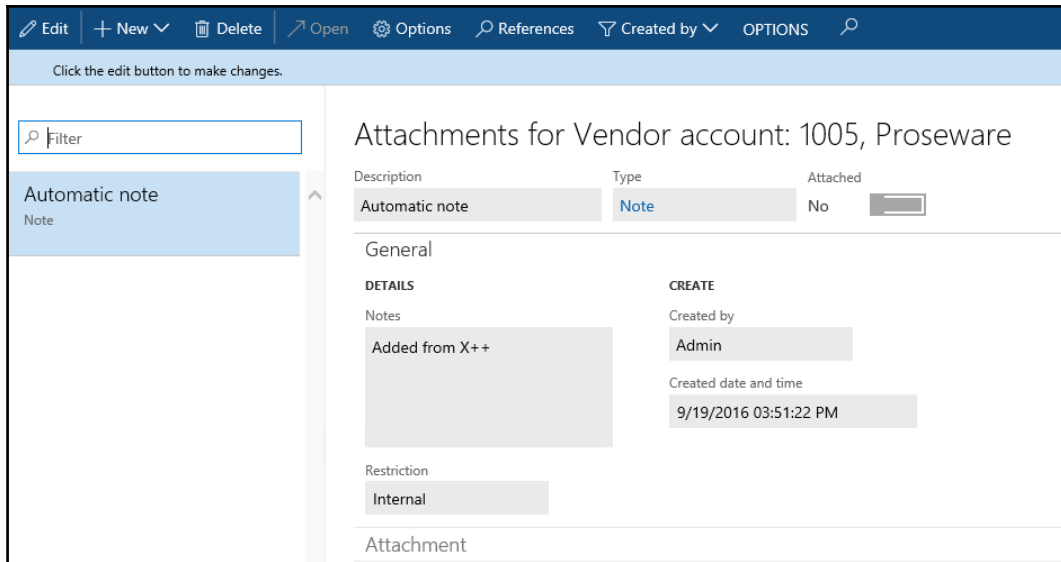 Edit New Delete Open Options References Created by OPTIONS
Click the edit button to make changes.
Filter
Automatic note
Note
Attachments for Vendor account: 1005, Proseware
Description Type Attached
Automatic note Note No
General
DETAILS CREATE
Notes Created by
Added from X++ Admin
Created date and time
9/19/2016 03:51:22 PM
Restriction
Internal
Attachment